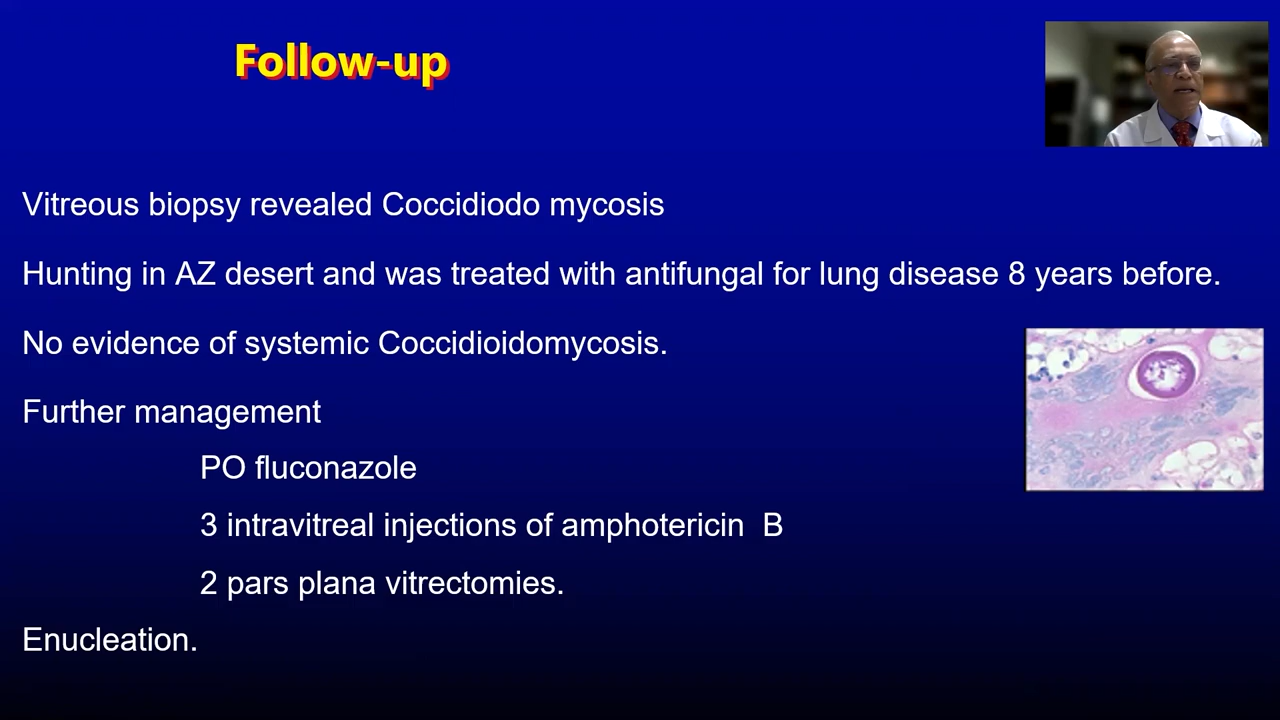 Follow-up
Vitreous biopsy revealed Coccidiodo mycosis
Hunting in AZ desert and was treated with antifungal for lung disease 8 years before.
No evidence of systemic Coccidioidomycosis.
Further management
PO fluconazole
3 intravitreal injections of amphotericin  B
2 pars plana vitrectomies.
Enucleation.